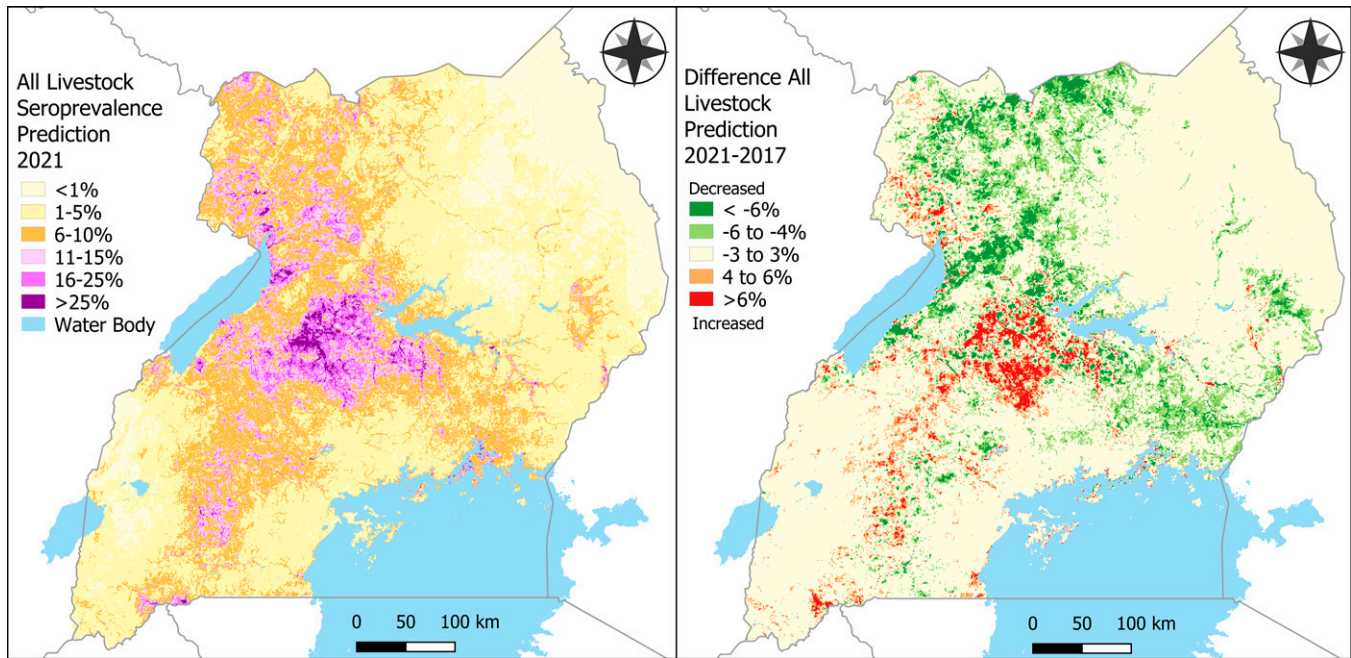 All Livestock
Seroprevalence
Prediction
2021
<1%
1-5%
6-10%
11-15%
16-25%
>25%
Water Body
0 50 100 km
Difference All
Livestock
Prediction
2021-2017
Decreased
< -6%
-6 to -4%
-3 to 3%
4 to 6%
>6%
Increased
0 50 100 km